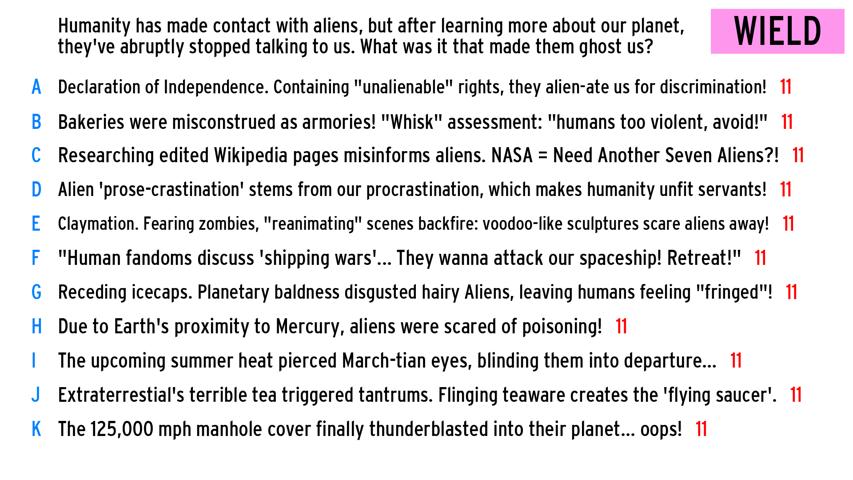 Humanity has made contact with aliens, but after learning more about our planet,
they've abruptly stopped talking to us. What was it that made them ghost us?
WIELD
A Declaration of Independence. Containing "unalienable" rights, they alien-ate us for discrimination! 11
B Bakeries were misconstrued as armories! "Whisk" assessment: "humans too violent, avoid!" 11
C Researching edited Wikipedia pages misinforms aliens. NASA = Need Another Seven Aliens?! 11
D Alien 'prose-crastination' stems from our procrastination, which makes humanity unfit servants! 11
E Claymation. Fearing zombies, "reanimating" scenes backfire: voodoo-like sculptures scare aliens away! 11
F "Human fandoms discuss 'shipping wars'... They wanna attack our spaceship! Retreat!" 11
G Receding icecaps. Planetary baldness disgusted hairy Aliens, leaving humans feeling "fringed"! 11
H Due to Earth's proximity to Mercury, aliens were scared of poisoning! 11
I The upcoming summer heat pierced March-tian eyes, blinding them into departure... 11
J Extraterrestial's terrible tea triggered tantrums. Flinging teaware creates the 'flying saucer'. 11
K The 125,000 mph manhole cover finally thunderblasted into their planet... oops! 11